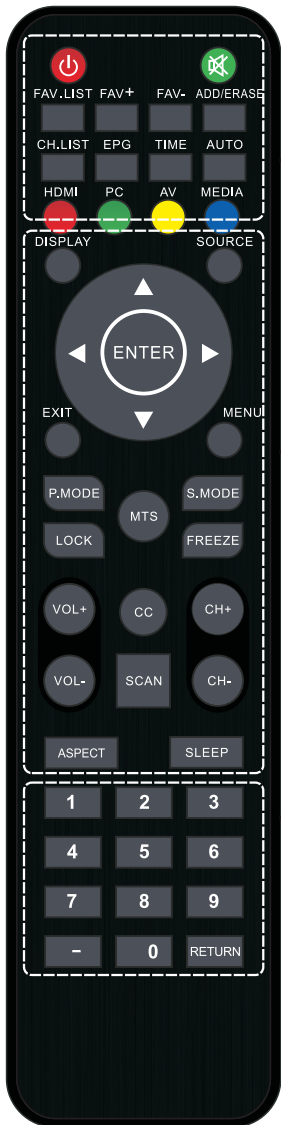 FAV.LIST FAV+ FAV- ADD/ERASE
CH.LIST EPG TIME AUTO
HDMI PC AV MEDIA
DISPLAY SOURCE
ENTER
EXIT MENU
P.MODE S.MODE
MTS
LOCK FREEZE
VOL+ CC CH+
VOL- SCAN CH-
ASPECT SLEEP
1 2 3
4 5 6
7 8 9
- 0 RETURN